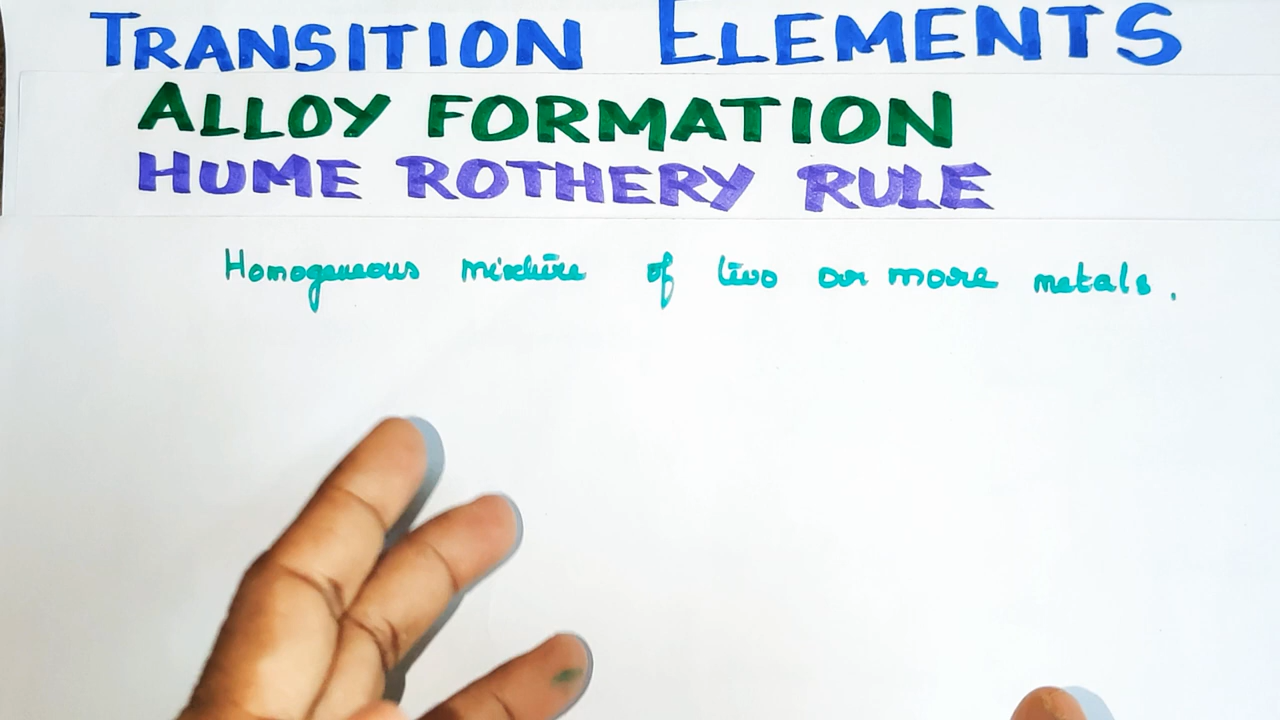 TRANSITION ELEMENTS
ALLOY FORMATION
HUME ROTHERY RULE
Homogeneous mixture of two or more metals.